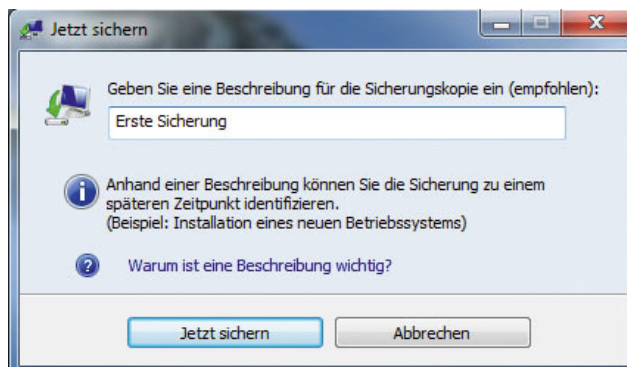 Jetzt sichern
Geben Sie eine Beschreibung für die Sicherungskopie ein (empfohlen):
Erste Sicherung
Anhand einer Beschreibung können Sie die Sicherung zu einem
späteren Zeitpunkt identifizieren.
(Beispiel: Installation eines neuen Betriebssystems)
Warum ist eine Beschreibung wichtig?
Jetzt sichern Abbrechen